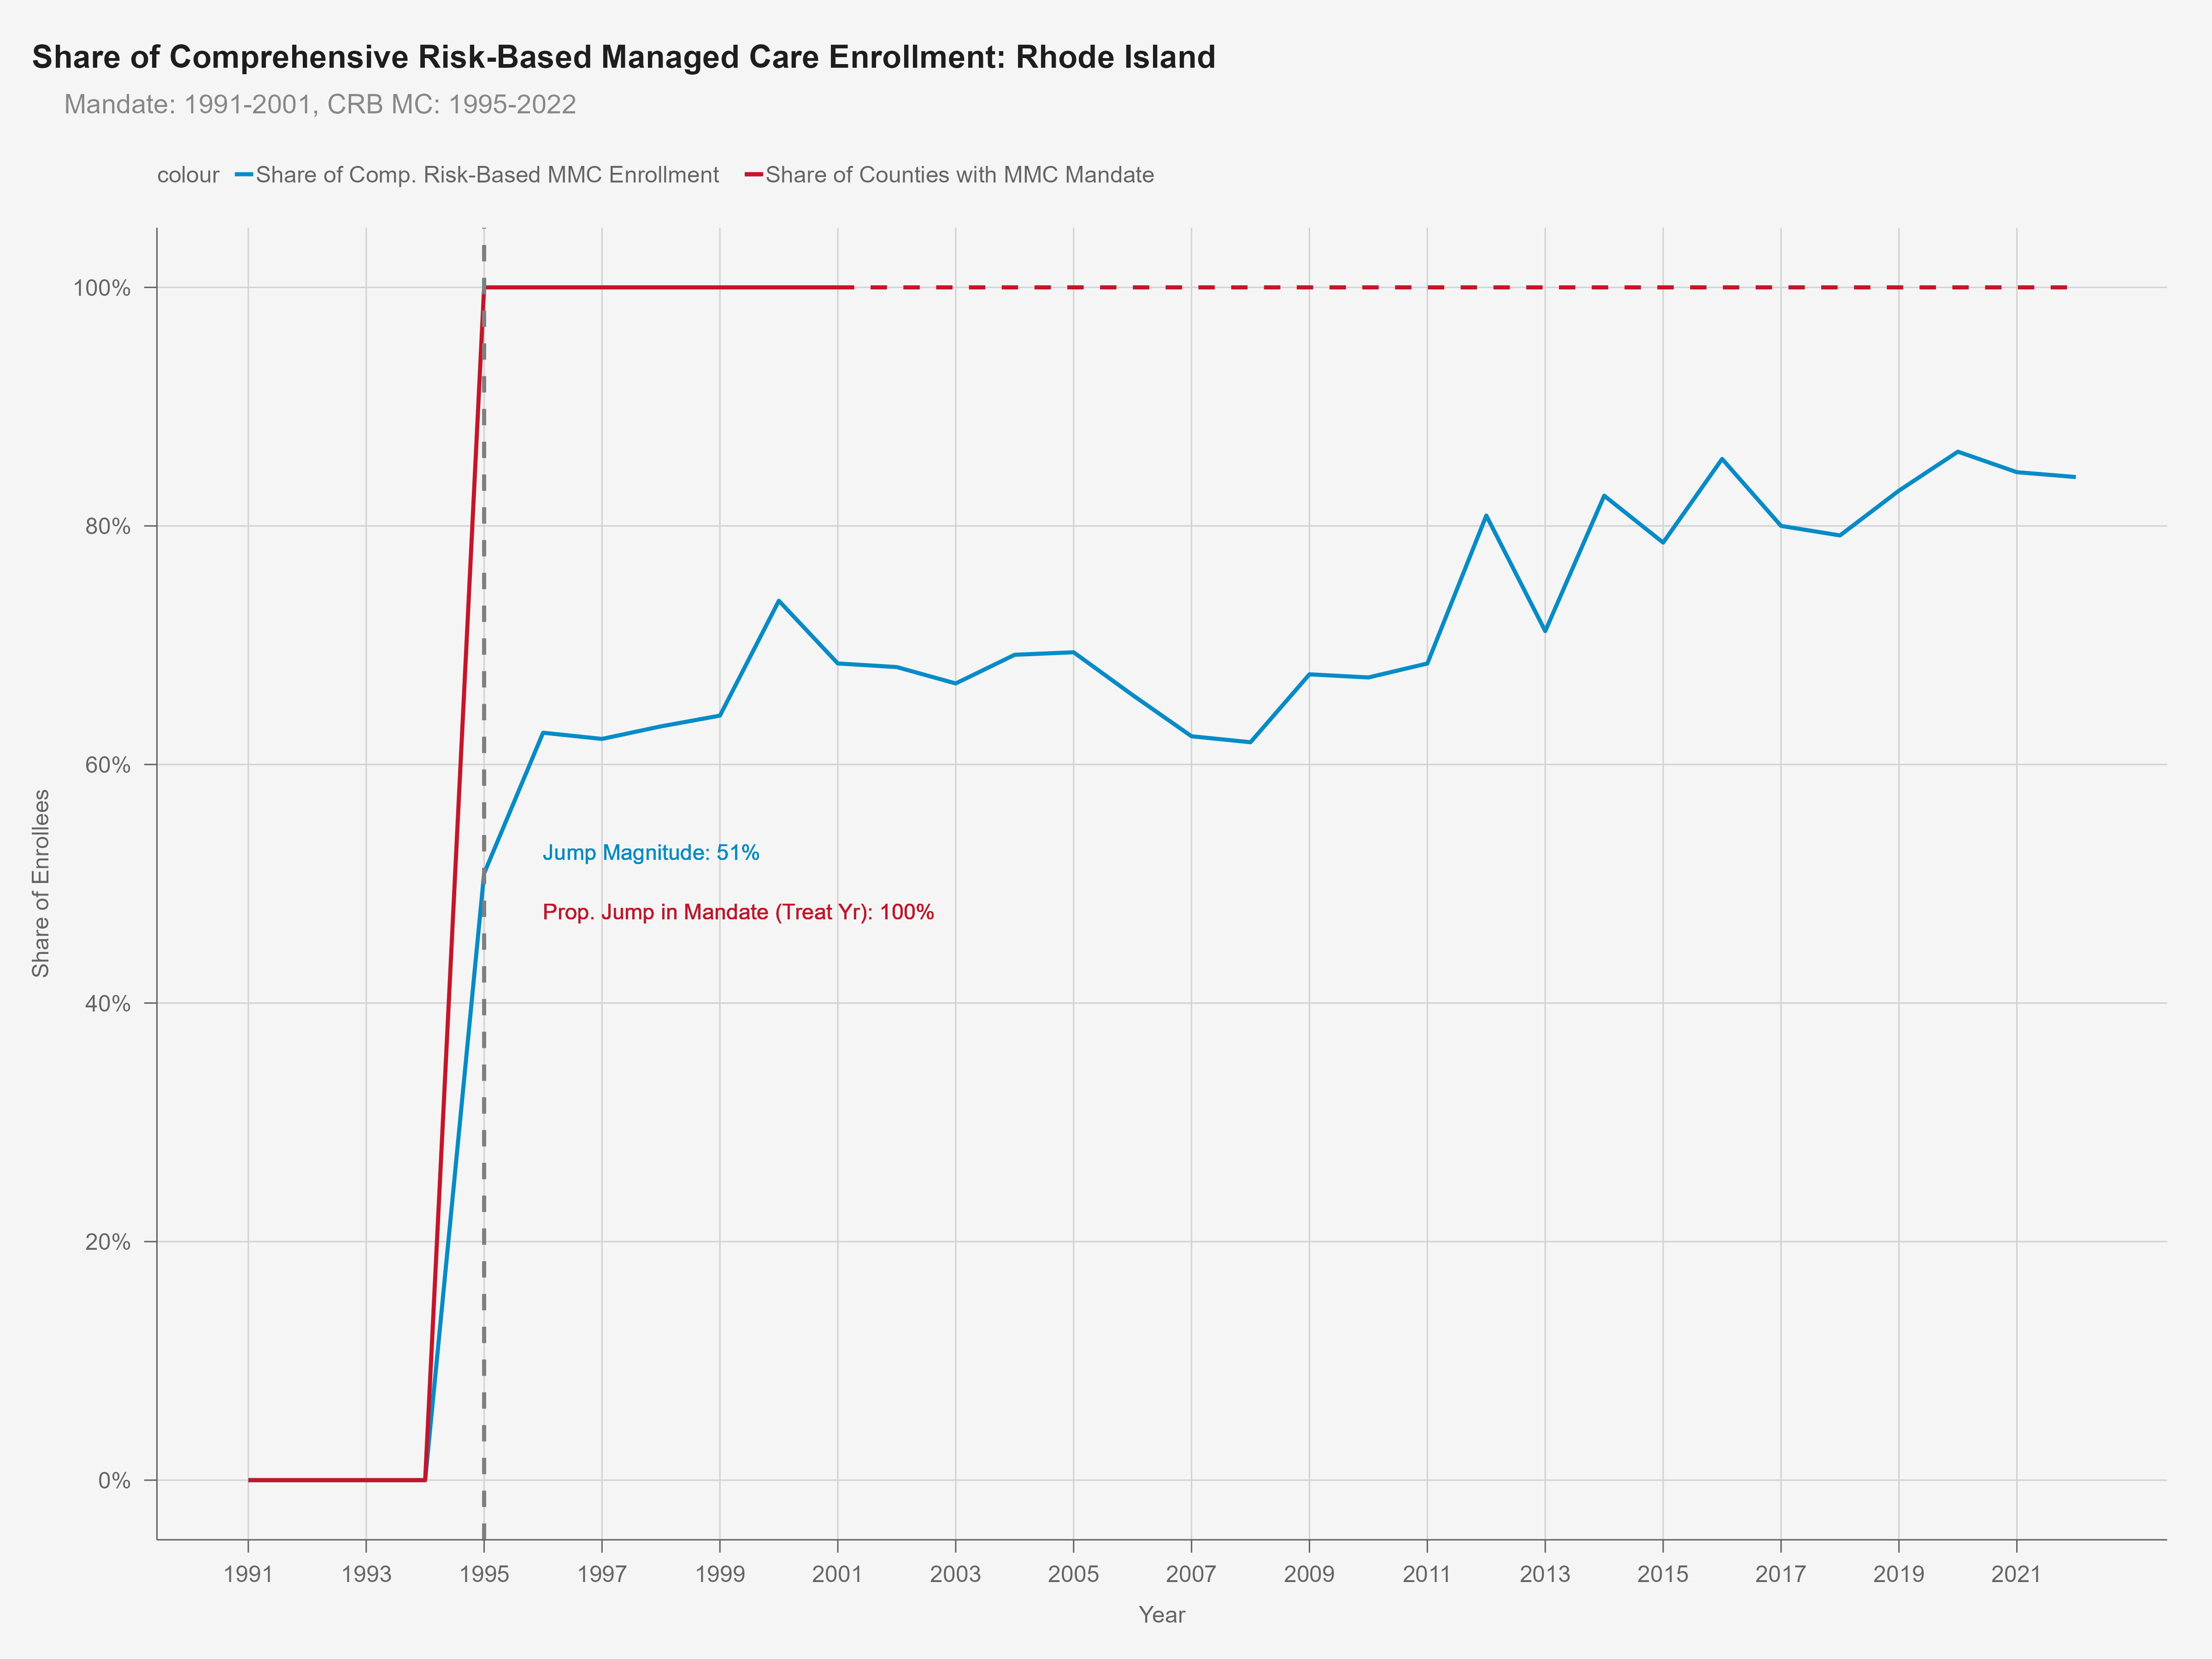 Share of Comprehensive Risk-Based Managed Care Enrollment: Rhode Island
Mandate: 1991-2001, CRB MC: 1995-2022
colour Share of Comp. Risk-Based MMC Enrollment Share of Counties with MMC Mandate
100%
80%
60%
40%
20%
0%
Share of Enrollees
Jump Magnitude: 51%
Prop. Jump in Mandate (Treat Yr): 100%
1991 1993 1995 1997 1999 2001 2003 2005 2007 2009 2011 2013 2015 2017 2019 2021
Year